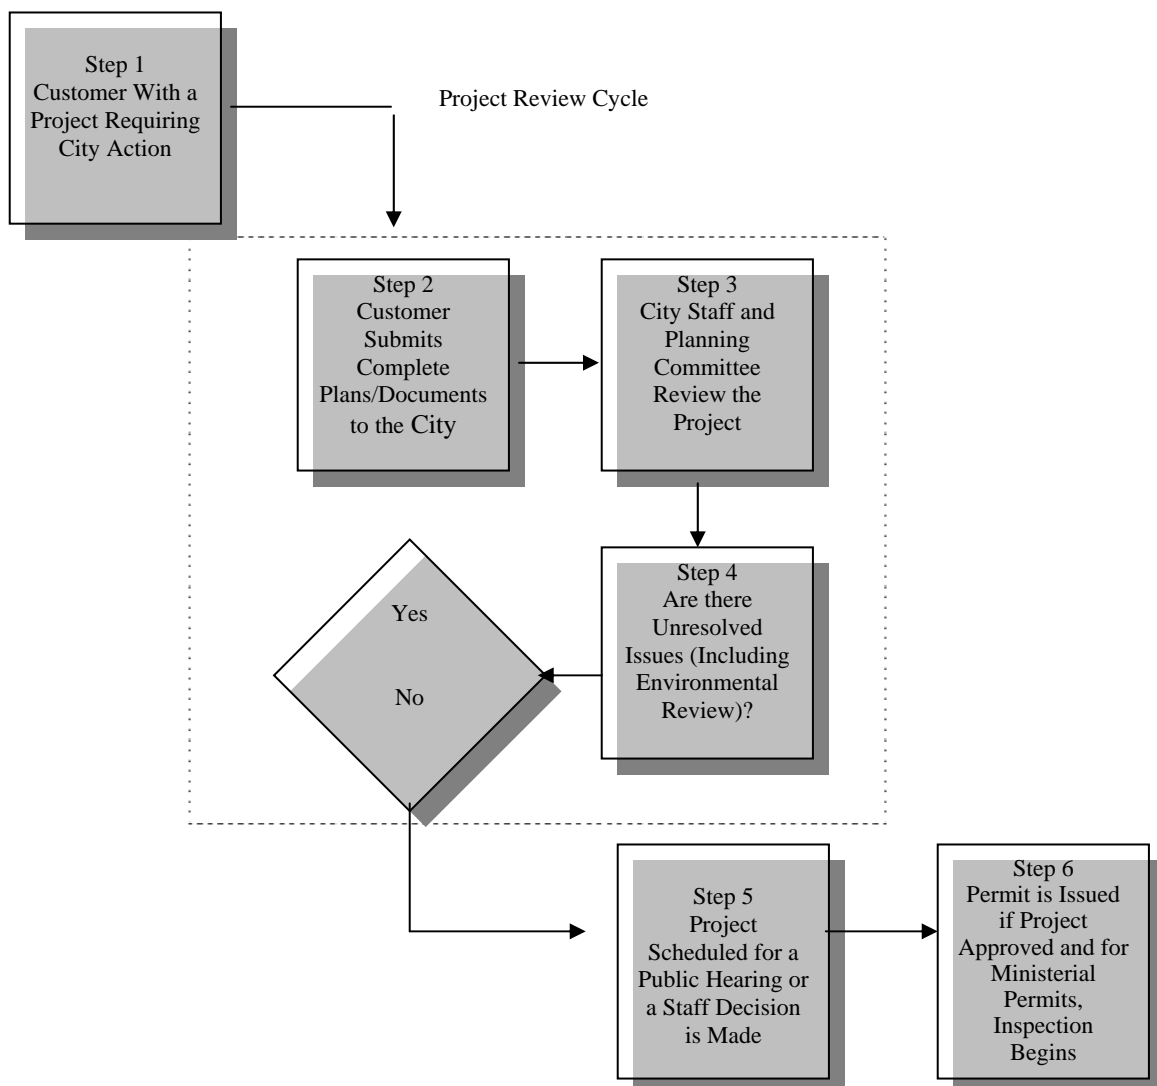 Step 1
Customer With a
Project Requiring
City Action
Project Review Cycle
Step 2
Customer
Submits
Complete
Plans/Documents
to the City
Step 3
City Staff and
Planning
Committee
Review the
Project
Step 4
Are there
Unresolved
Issues (Including
Environmental
Review)?
Yes
No
Step 5
Project
Scheduled for a
Public Hearing or
a Staff Decision
is Made
Step 6
Permit is Issued
if Project
Approved and for
Ministerial
Permits,
Inspection
Begins